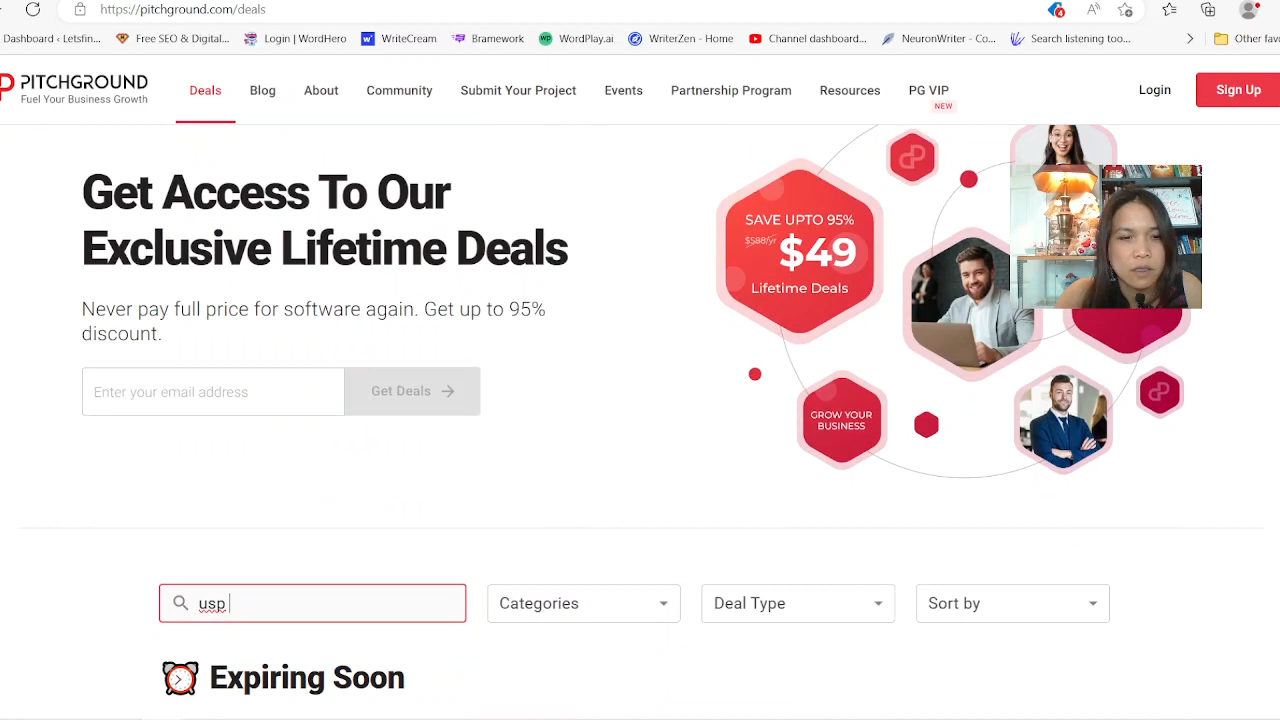 https://pitchground.com/deals
4
Dashboard ‹ Letsfin...
Free SEO & Digital...
Login | WordHero
WriteCream
Bramework
WordPlay.ai
WriterZen - Home
Channel dashboard...
NeuronWriter - Co...
Search listening too...
Other favo
PITCHGROUND
Fuel Your Business Growth
Deals
Blog
About
Community
Submit Your Project
Events
Partnership Program
Resources
PG VIP
NEW
Login
Sign Up
Get Access To Our
Exclusive Lifetime Deals
Never pay full price for software again. Get up to 95%
discount.
Enter your email address
Get Deals
SAVE UPTO 95%
$588/yr $49
Lifetime Deals
GROW YOUR
BUSINESS
usp
Categories
Deal Type
Sort by
Expiring Soon